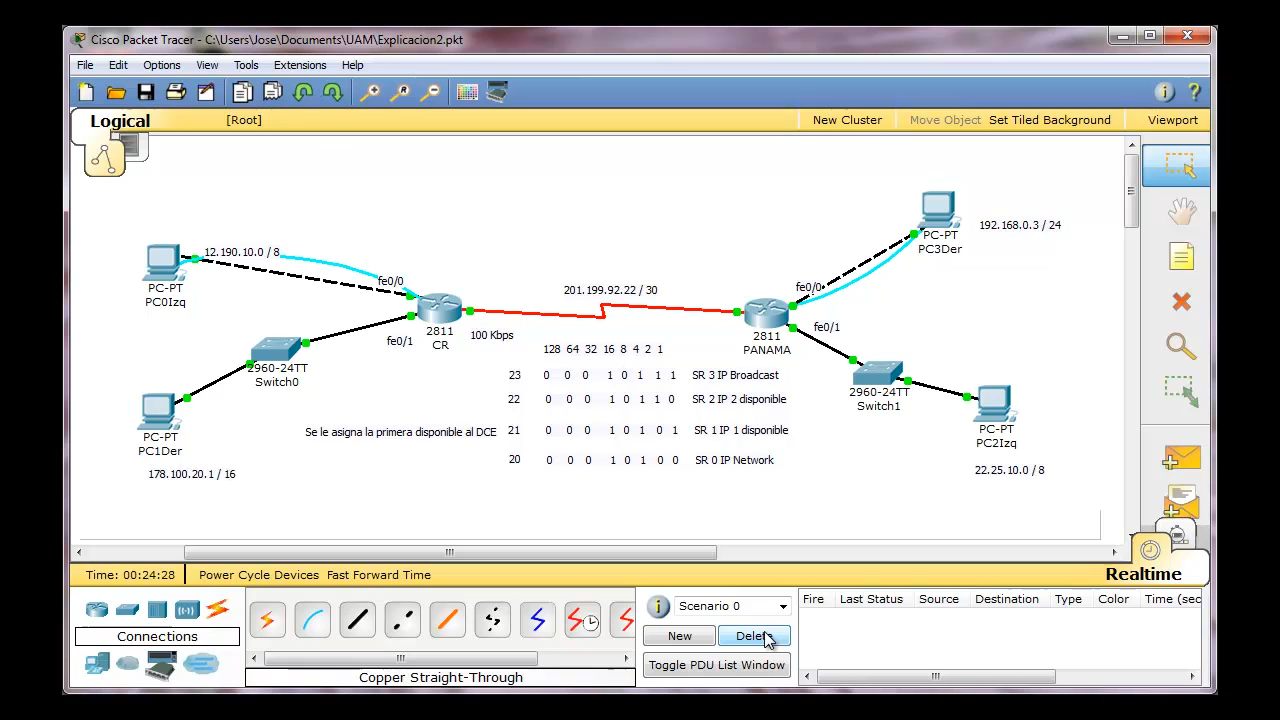 Cisco Packet Tracer - C:\Users\Jose\Documents\UAM\Explicacion2.pkt
File Edit Options View Tools Extensions Help
Logical [Root] New Cluster Move Object Set Tiled Background Viewport
192.168.0.3 / 24
PC-PT
PC3Der
12.190.10.0 / 8
PC-PT
PC0Izq
fe0/0
201.199.92.22 / 30
fe0/0
2811
CR
100 Kbps
fe0/1
fe0/1
2811
PANAMA
2960-24TT
Switch0
2960-24TT
Switch1
128 64 32 16 8 4 2 1
23 0 0 0 1 0 1 1 1 SR 3 IP Broadcast
22 0 0 0 1 0 1 1 0 SR 2 IP 2 disponible
Se le asigna la primera disponible al DCE 21 0 0 0 1 0 1 0 1 SR 1 IP 1 disponible
20 0 0 0 1 0 1 0 0 SR 0 IP Network
PC-PT
PC1Der
178.100.20.1 / 16
PC-PT
PC2Izq
22.25.10.0 / 8
Time: 00:24:28 Power Cycle Devices Fast Forward Time Realtime
Connections
Copper Straight-Through
Scenario 0
New Delete
Toggle PDU List Window
Fire Last Status Source Destination Type Color Time (sec